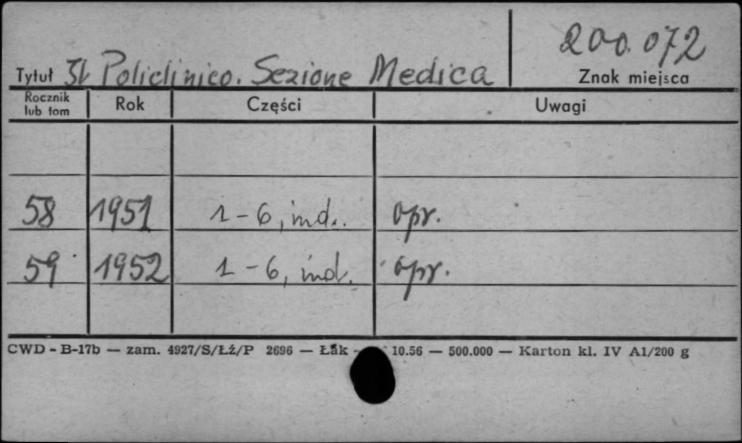 200.072
Tytuł Il Policlinico. Sezione Medica Znak miejsca
Rocznik lub tom Rok Części Uwagi
58 1951 1-6, ind. opr.
59 1952 1-6, ind. opr.
CWD - B-17b — zam. 4927/S/Łź/P 2696 — Łák - 10.56 — 500.000 — Karton kl. IV A1/200 g